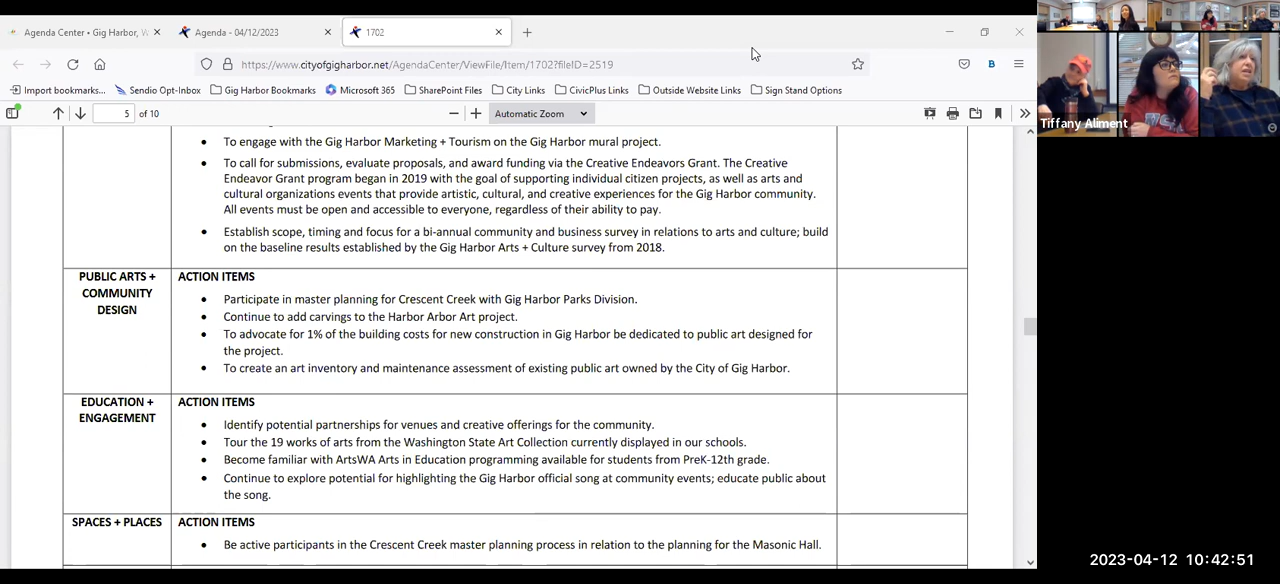 Agenda Center • Gig Harbor, V
Agenda - 04/12/2023
1702
https://www.cityofgigharbor.net/AgendaCenter/ViewFile/Item/1702?fileID=2519
Import bookmarks...
Sendio Opt-Inbox
Gig Harbor Bookmarks
Microsoft 365
SharePoint Files
City Links
CivicPlus Links
Outside Website Links
Sign Stand Options
5 of 10
Automatic Zoom
• To engage with the Gig Harbor Marketing + Tourism on the Gig Harbor mural project.
• To call for submissions, evaluate proposals, and award funding via the Creative Endeavors Grant. The Creative
Endeavor Grant program began in 2019 with the goal of supporting individual citizen projects, as well as arts and
cultural organizations events that provide artistic, cultural, and creative experiences for the Gig Harbor community.
All events must be open and accessible to everyone, regardless of their ability to pay.
• Establish scope, timing and focus for a bi-annual community and business survey in relations to arts and culture; build
on the baseline results established by the Gig Harbor Arts + Culture survey from 2018.
PUBLIC ARTS +
COMMUNITY
DESIGN
ACTION ITEMS
• Participate in master planning for Crescent Creek with Gig Harbor Parks Division.
• Continue to add carvings to the Harbor Arbor Art project.
• To advocate for 1% of the building costs for new construction in Gig Harbor be dedicated to public art designed for
the project.
• To create an art inventory and maintenance assessment of existing public art owned by the City of Gig Harbor.
EDUCATION +
ENGAGEMENT
ACTION ITEMS
• Identify potential partnerships for venues and creative offerings for the community.
• Tour the 19 works of arts from the Washington State Art Collection currently displayed in our schools.
• Become familiar with ArtsWA Arts in Education programming available for students from PreK-12th grade.
• Continue to explore potential for highlighting the Gig Harbor official song at community events; educate public about
the song.
SPACES + PLACES
ACTION ITEMS
• Be active participants in the Crescent Creek master planning process in relation to the planning for the Masonic Hall.
Tiffany Aliment
2023-04-12 10:42:51